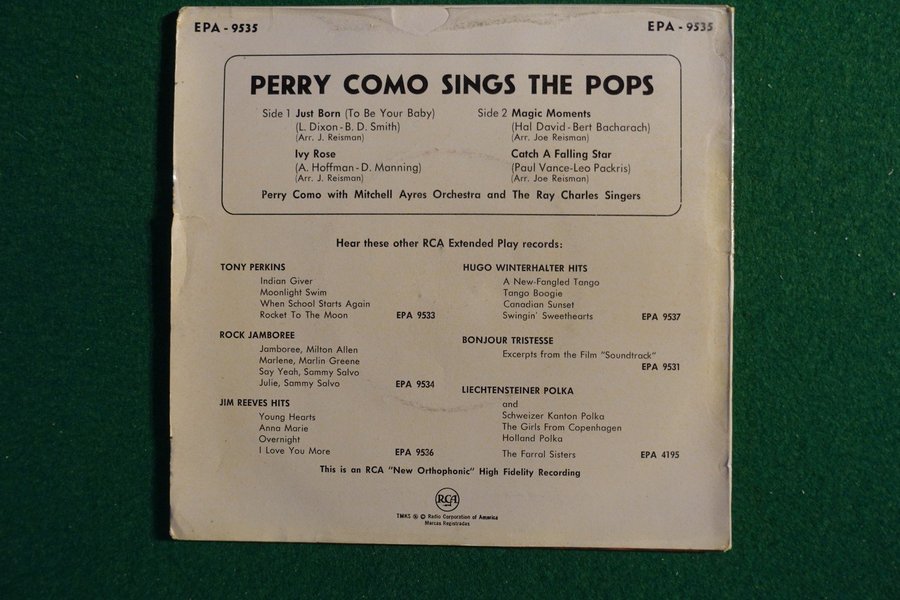 EPA - 9535
EPA - 9535
PERRY COMO SINGS THE POPS
Side 1 Just Born (To Be Your Baby)
(L. Dixon - B. D. Smith)
(Arr. J. Reisman)
Ivy Rose
(A. Hoffman - D. Manning)
(Arr. J. Reisman)
Side 2 Magic Moments
(Hal David - Bert Bacharach)
(Arr. Joe Reisman)
Catch A Falling Star
(Paul Vance-Leo Packris)
(Arr. Joe Reisman)
Perry Como with Mitchell Ayres Orchestra and The Ray Charles Singers
Hear these other RCA Extended Play records:
TONY PERKINS
Indian Giver
Moonlight Swim
When School Starts Again
Rocket To The Moon EPA 9533
ROCK JAMBOREE
Jamboree, Milton Allen
Marlene, Marlin Greene
Say Yeah, Sammy Salvo
Julie, Sammy Salvo EPA 9534
JIM REEVES HITS
Young Hearts
Anna Marie
Overnight
I Love You More EPA 9536
HUGO WINTERHALTER HITS
A New-Fangled Tango
Tango Boogie
Canadian Sunset
Swingin' Sweethearts EPA 9537
BONJOUR TRISTESSE
Excerpts from the Film "Soundtrack"
EPA 9531
LIECHTENSTEINER POLKA
and
Schweizer Kanton Polka
The Girls From Copenhagen
Holland Polka
The Farral Sisters EPA 4195
This is an RCA "New Orthophonic" High Fidelity Recording
RCA
TMKS ® © Radio Corporation of America
Marcas Registradas